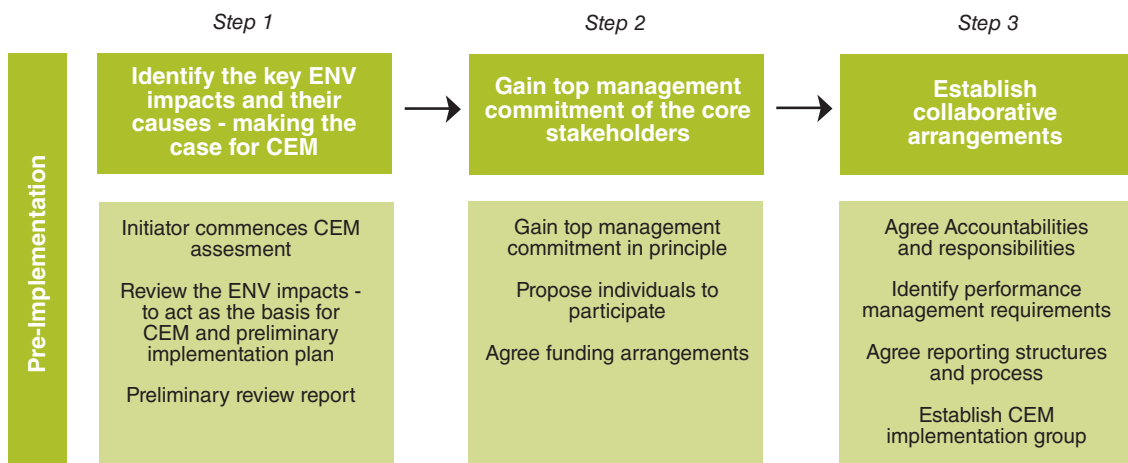 Step 1
Step 2
Step 3
Pre-Implementation
Identify the key ENV
impacts and their
causes - making the
case for CEM
Gain top management
commitment of the core
stakeholders
Establish
collaborative
arrangements
Initiator commences CEM
assesment
Review the ENV impacts -
to act as the basis for
CEM and preliminary
implementation plan
Preliminary review report
Gain top management
commitment in principle
Propose individuals to
participate
Agree funding arrangements
Agree Accountabilities
and responsibilities
Identify performance
management requirements
Agree reporting structures
and process
Establish CEM
implementation group